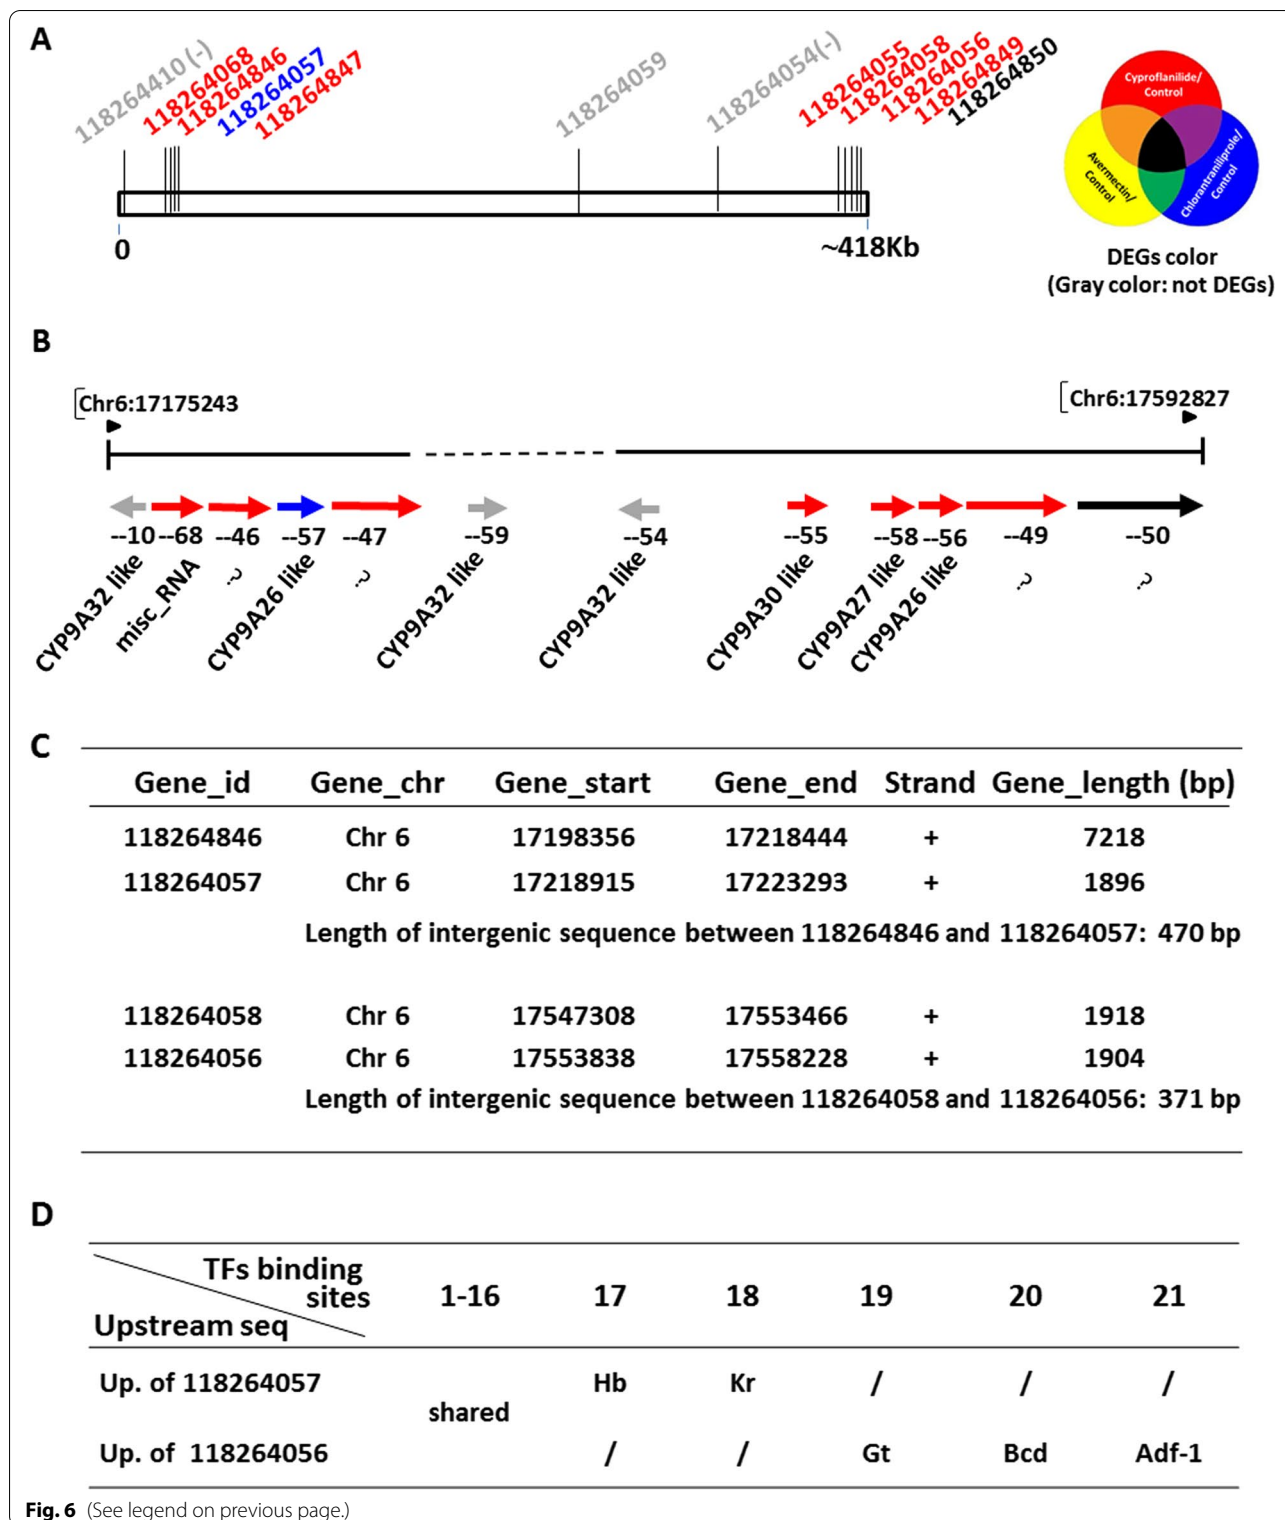 A
118264410 (-)
118264068
118264846
118264057
118264847
118264059
118264054(-)
118264055
118264058
118264056
118264849
118264850
0
~418Kb
Cyproflanilide/
Control
Avermectin/
Control
Chlorantraniliprole/
Control
DEGs color
(Gray color: not DEGs)
B
Chr6:17175243
Chr6:17592827
--10 --68 --46 --57 --47 --59 --54 --55 --58 --56 --49 --50
CYP9A32 like
misc_RNA
?
CYP9A26 like
?
CYP9A32 like
CYP9A32 like
CYP9A30 like
CYP9A27 like
CYP9A26 like
?
?
C
Gene_id Gene_chr Gene_start Gene_end Strand Gene_length (bp)
118264846 Chr 6 17198356 17218444 + 7218
118264057 Chr 6 17218915 17223293 + 1896
Length of intergenic sequence between 118264846 and 118264057: 470 bp
118264058 Chr 6 17547308 17553466 + 1918
118264056 Chr 6 17553838 17558228 + 1904
Length of intergenic sequence between 118264058 and 118264056: 371 bp
D
TFs binding
sites 1-16 17 18 19 20 21
Upstream seq
Up. of 118264057 Hb Kr / / /
shared
Up. of 118264056 / / Gt Bcd Adf-1
Fig. 6 (See legend on previous page.)